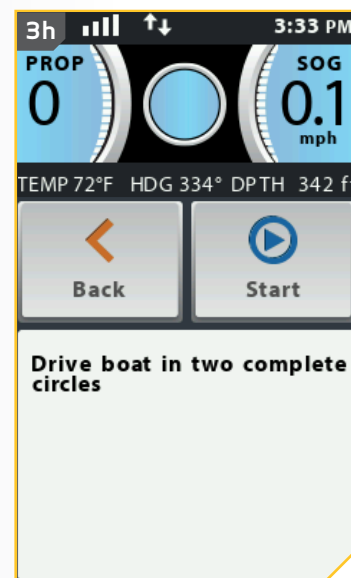 3h 3:33 PM
PROP SOG
0 0.1
mph
TEMP 72°F HDG 334° DPTH 342 f
Back Start
Drive boat in two complete
circles